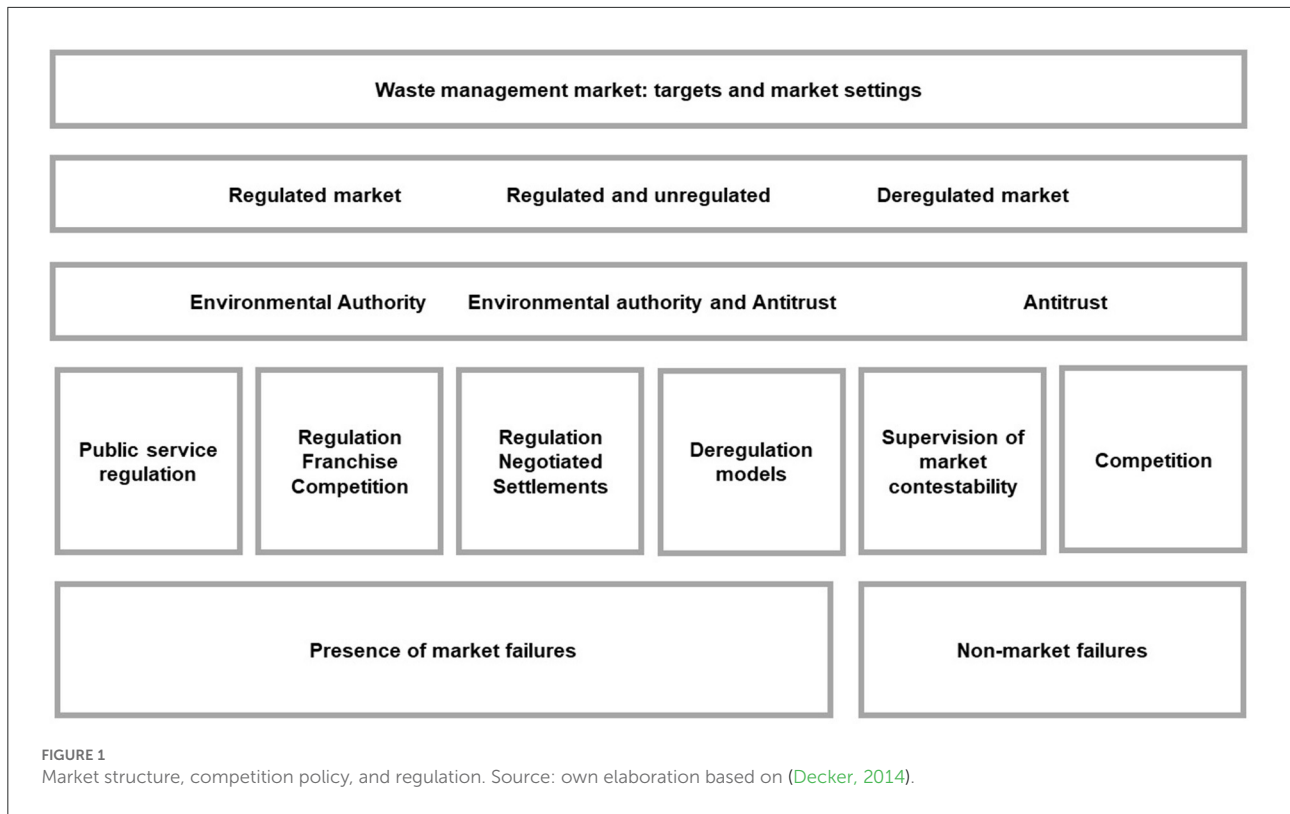 Waste management market: targets and market settings
Regulated market Regulated and unregulated Deregulated market
Environmental Authority Environmental authority and Antitrust Antitrust
Public service
regulation
Regulation
Franchise
Competition
Regulation
Negotiated
Settlements
Deregulation
models
Supervision of
market
contestability
Competition
Presence of market failures
Non-market failures
FIGURE 1
Market structure, competition policy, and regulation. Source: own elaboration based on (Decker, 2014).